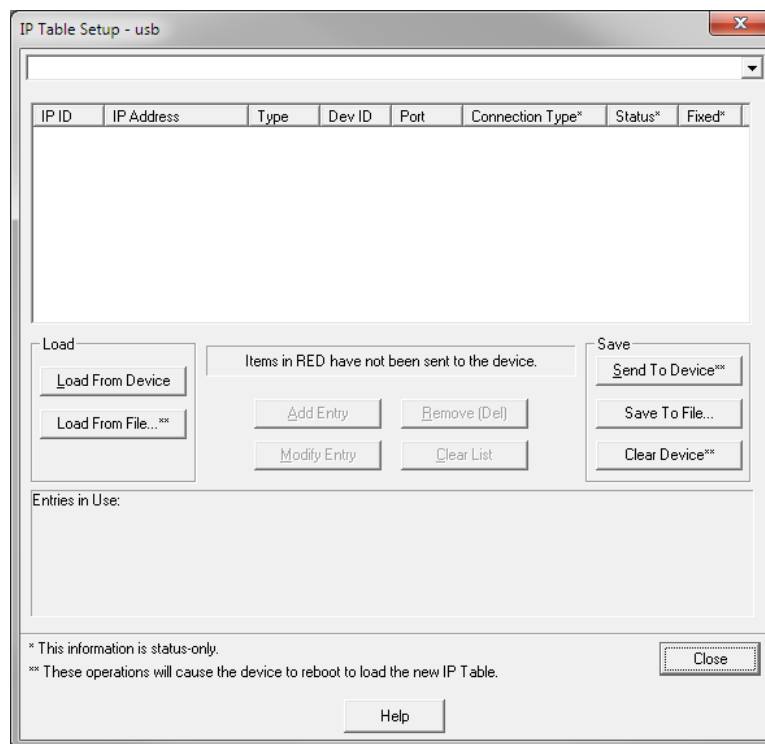 IP Table Setup - usb
IP ID IP Address Type Dev ID Port Connection Type* Status* Fixed*
Load
Load From Device
Load From File...**
Items in RED have not been sent to the device.
Add Entry Remove (Del)
Modify Entry Clear List
Save
Send To Device**
Save To File...
Clear Device**
Entries in Use:
* This information is status-only.
** These operations will cause the device to reboot to load the new IP Table.
Close
Help